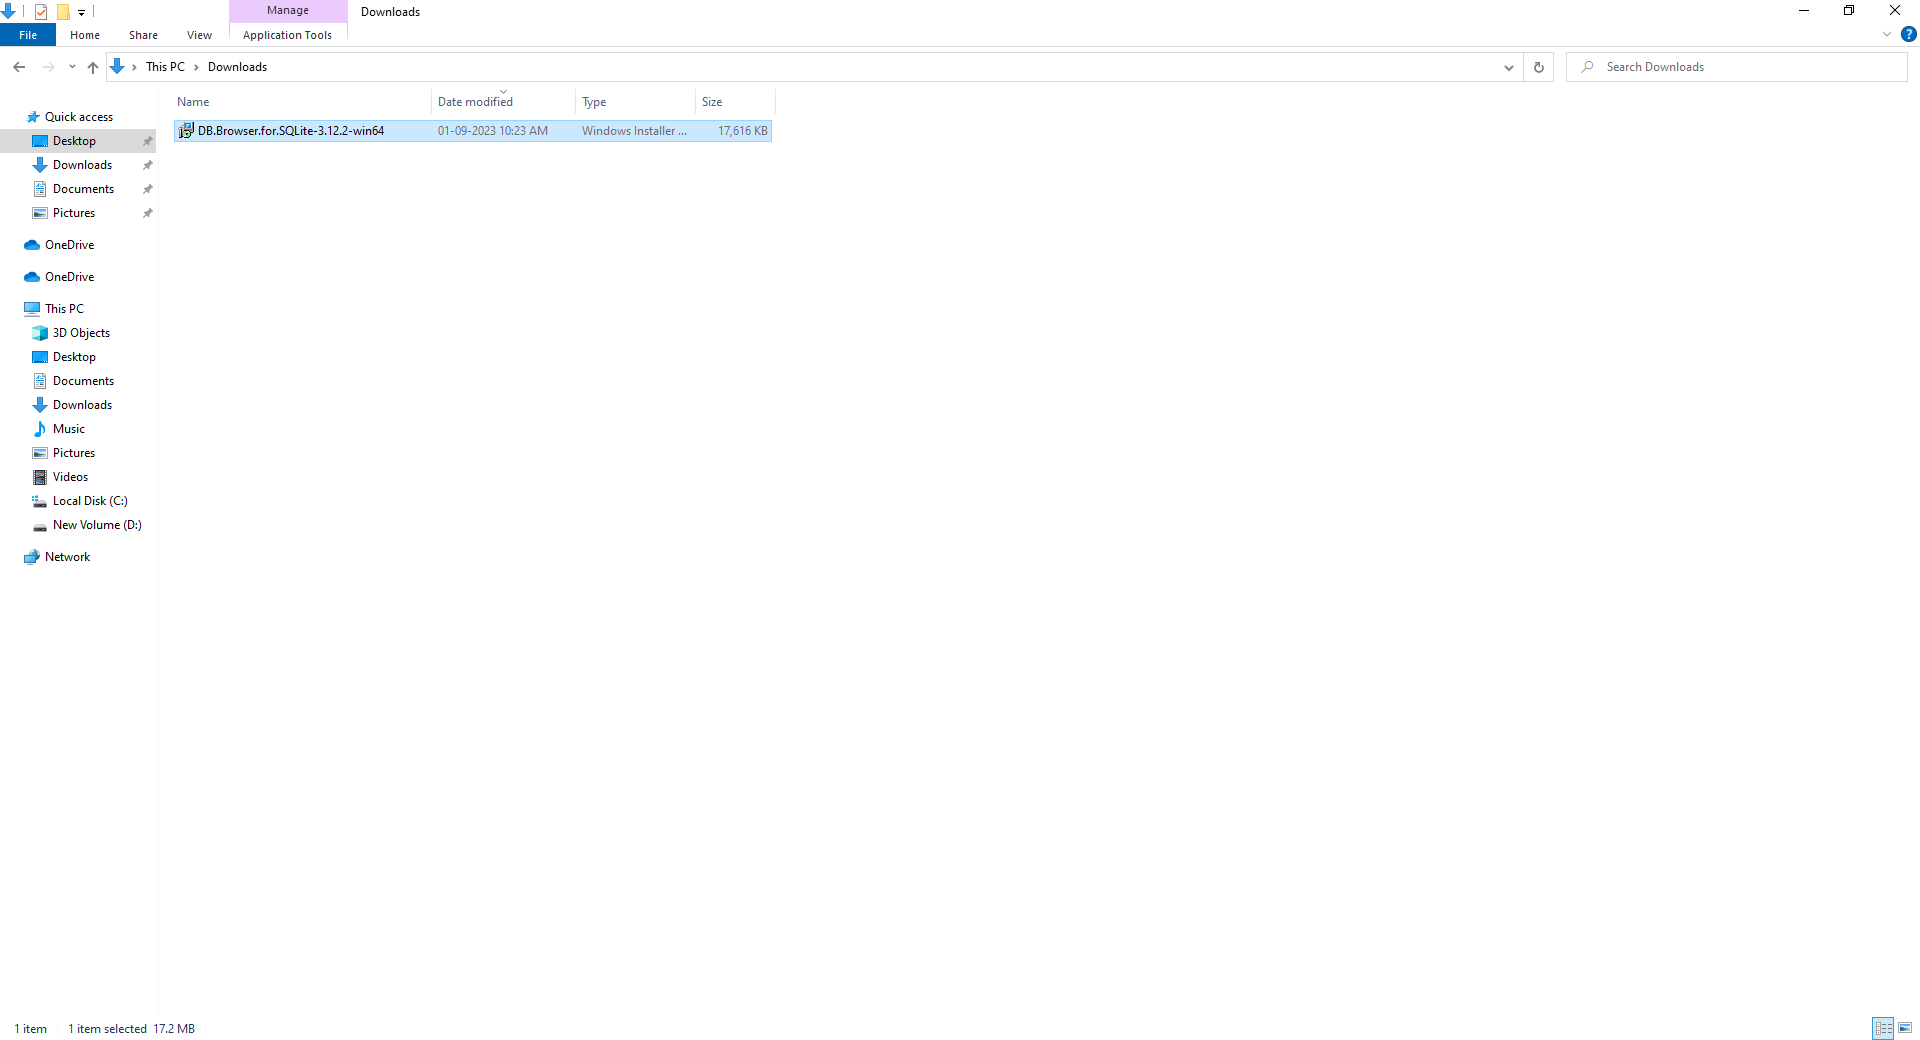 Manage
Downloads
File
Home
Share
View
Application Tools
?
This PC
Downloads
Search Downloads
Name
Date modified
Type
Size
DB.Browser.for.SQLite-3.12.2-win64
01-09-2023 10:23 AM
Windows Installer ...
17,616 KB
Quick access
Desktop
Downloads
Documents
Pictures
OneDrive
OneDrive
This PC
3D Objects
Desktop
Documents
Downloads
Music
Pictures
Videos
Local Disk (C:)
New Volume (D:)
Network
1 item
1 item selected 17.2 MB